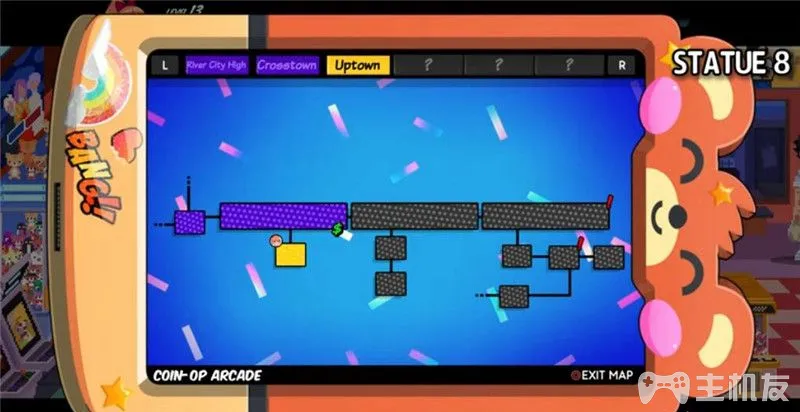 LEVEL 13
L
River City High
Crosstown
Uptown
?
?
?
R
STATUE 8
BANG!!
$
COIN-OP ARCADE
EXIT MAP
主机友